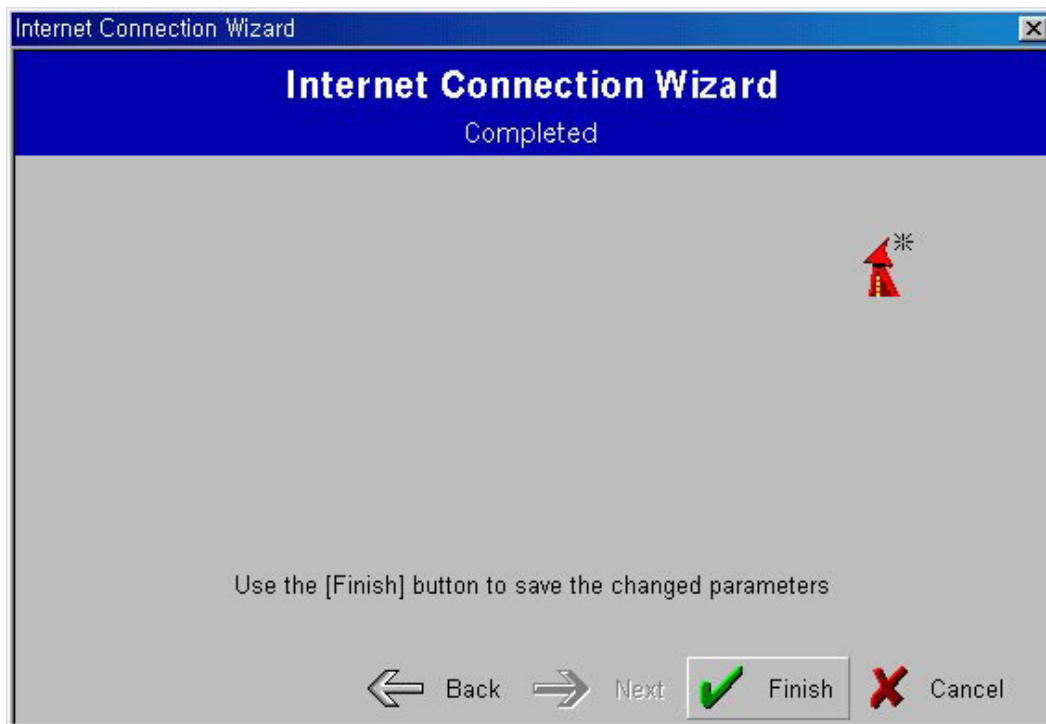 Internet Connection Wizard
Internet Connection Wizard
Completed
Use the [Finish] button to save the changed parameters
Back Next Finish Cancel